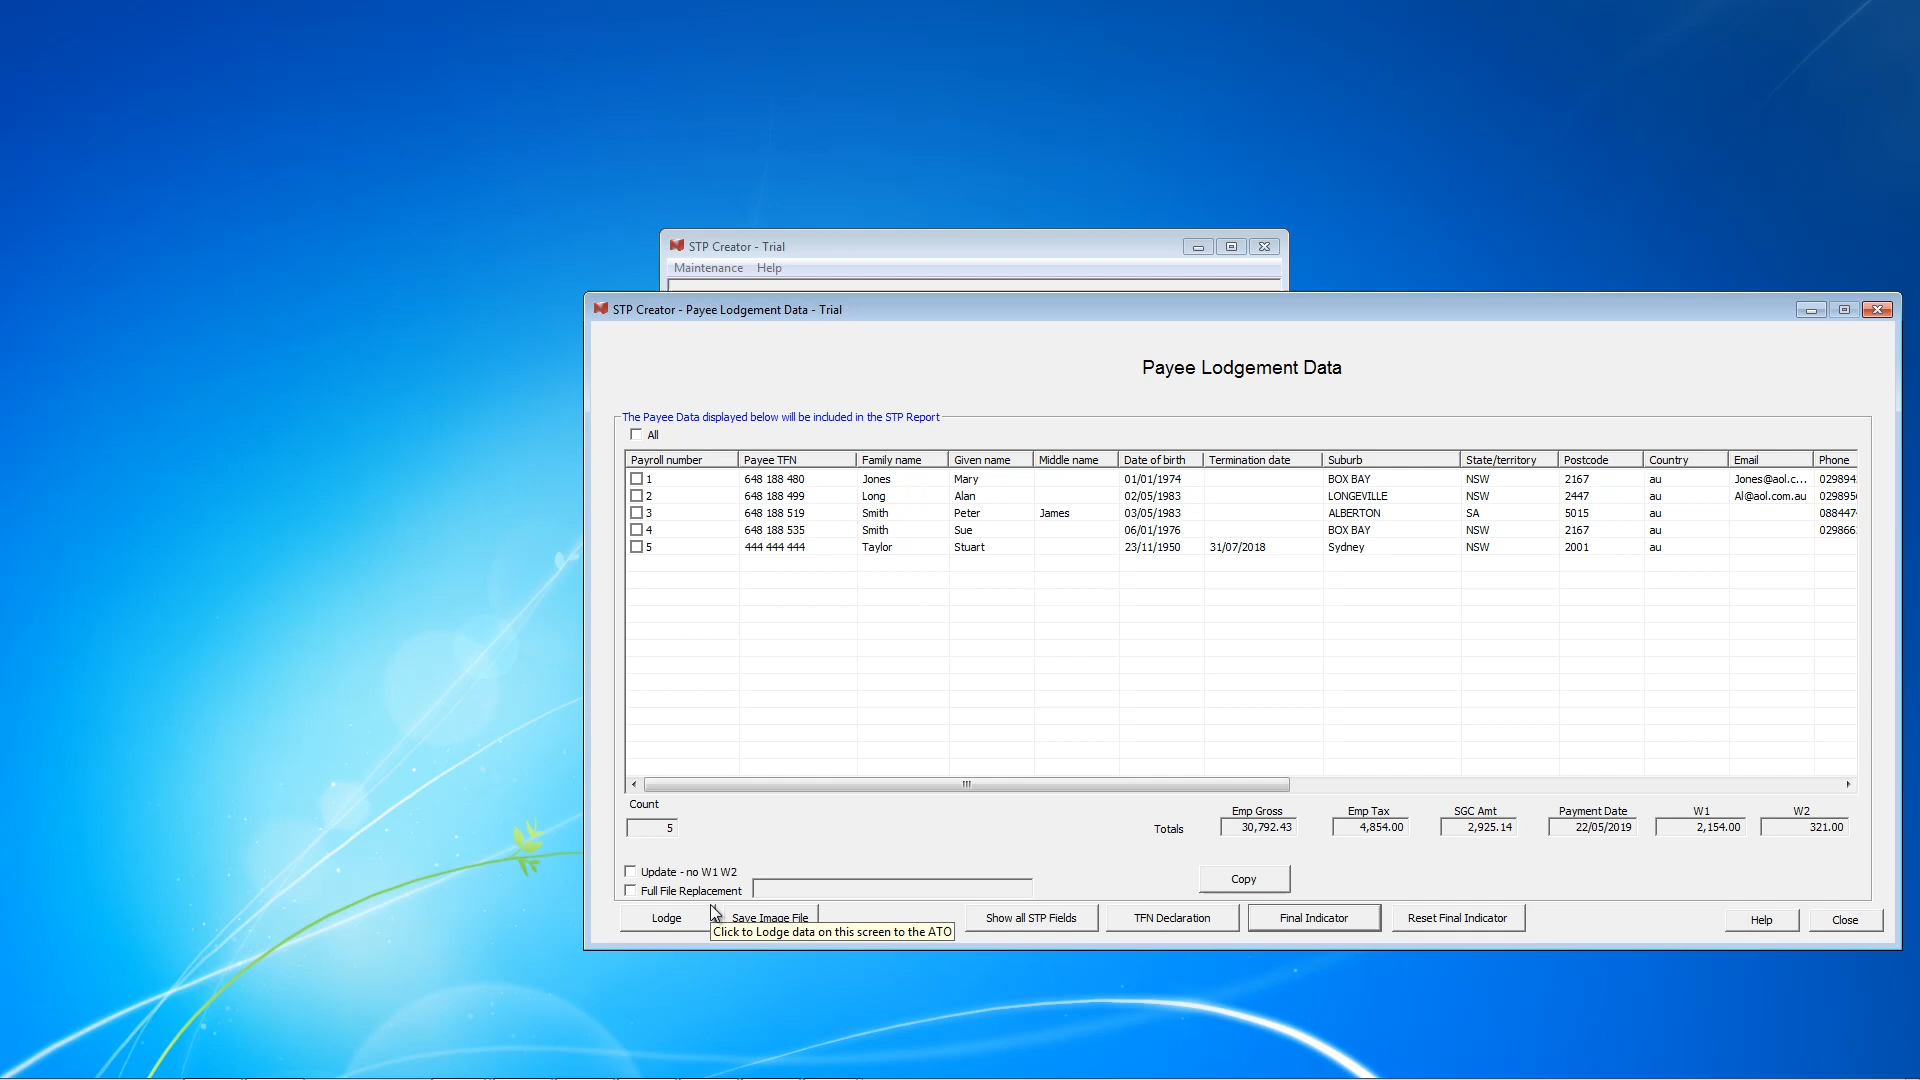 STP Creator - Trial
Maintenance Help
STP Creator - Payee Lodgement Data - Trial
Payee Lodgement Data
The Payee Data displayed below will be included in the STP Report
All
Payroll number Payee TFN Family name Given name Middle name Date of birth Termination date Suburb State/territory Postcode Country Email Phone
1 648 188 480 Jones Mary 01/01/1974 BOX BAY NSW 2167 au Jones@aol.c... 029894
2 648 188 499 Long Alan 02/05/1983 LONGEVILLE NSW 2447 au Al@aol.com.au 029895
3 648 188 519 Smith Peter James 03/05/1983 ALBERTON SA 5015 au 088447
4 648 188 535 Smith Sue 06/01/1976 BOX BAY NSW 2167 au 029866
5 444 444 444 Taylor Stuart 23/11/1950 31/07/2018 Sydney NSW 2001 au
Count
5
Totals
Emp Gross Emp Tax SGC Amt Payment Date W1 W2
30,792.43 4,854.00 2,925.14 22/05/2019 2,154.00 321.00
Update - no W1 W2
Full File Replacement
Copy
Lodge Save Image File Show all STP Fields TFN Declaration Final Indicator Reset Final Indicator Help Close
Click to Lodge data on this screen to the ATO